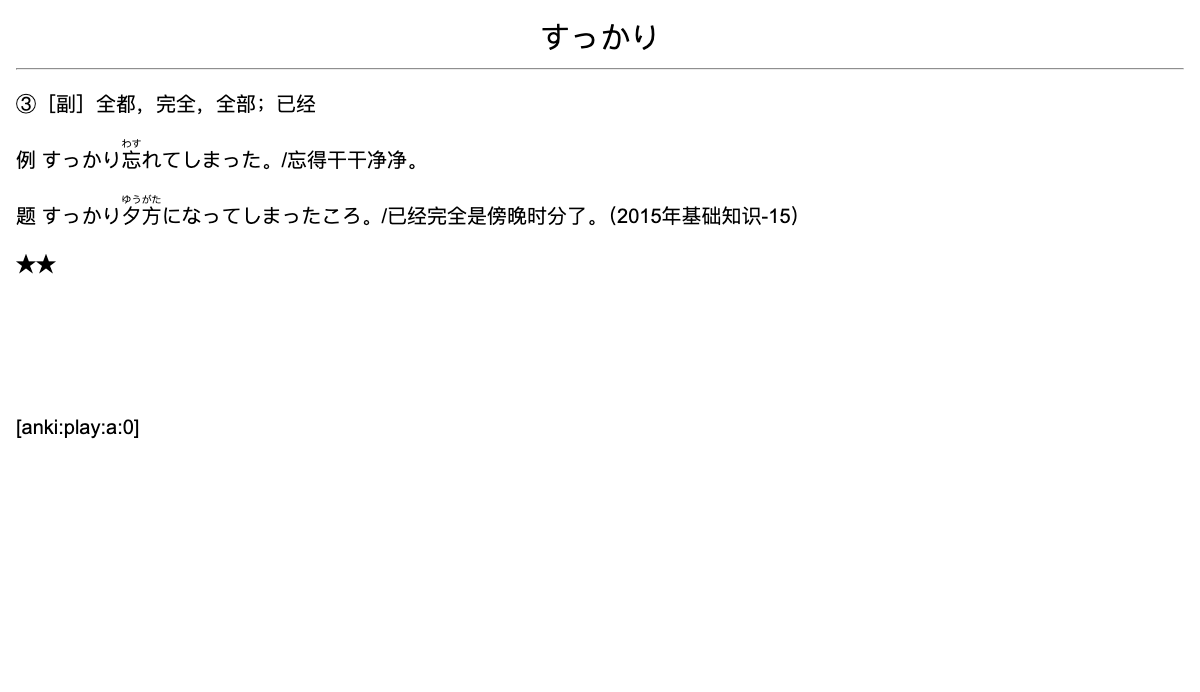 すっかり
③［副］全都，完全，全部；已经
わす
例 すっかり忘れてしまった。/忘得干干净净。
ゆうがた
题 すっかり夕方になってしまったころ。/已经完全是傍晚时分了。（2015年基础知识-15）
★★
[anki:play:a:0]